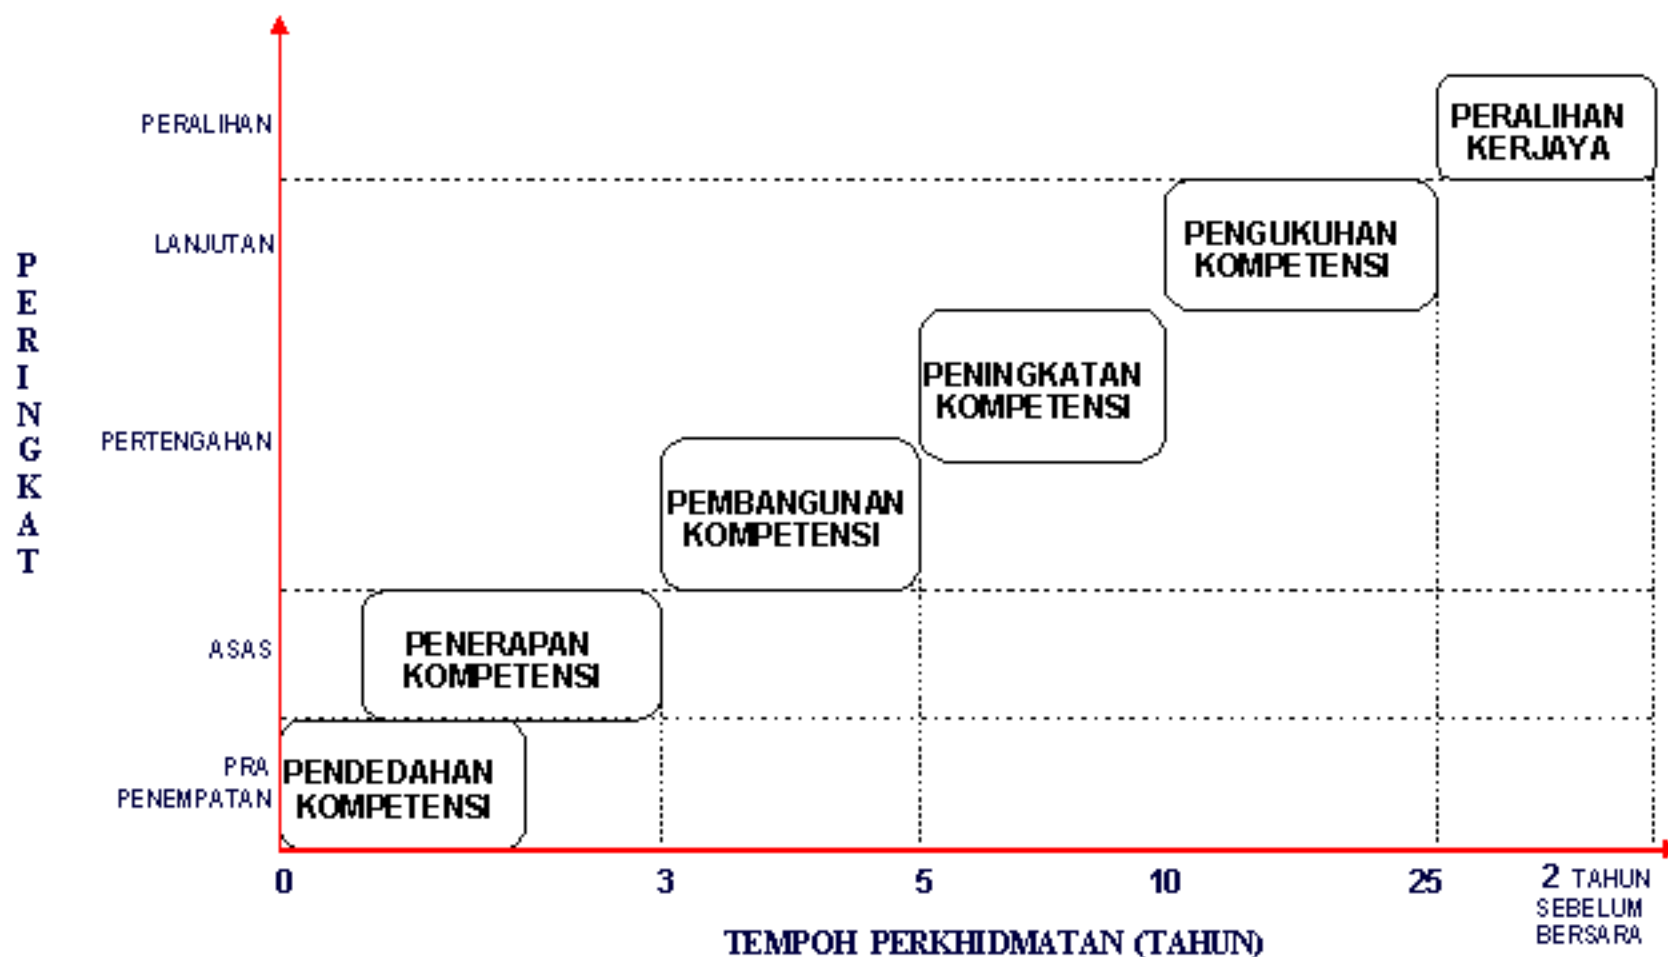 PERALIHAN
PERALIHAN
KERJAYA
LANJUTAN
PENGUKUHAN
KOMPETENSI
PERINGKAT
PENINGKATAN
KOMPETENSI
PERTENGAHAN
PEMBANGUNAN
KOMPETENSI
ASAS
PENERAPAN
KOMPETENSI
PRA
PENEMPATAN
PENDEDAHAN
KOMPETENSI
0 3 5 10 25 2 TAHUN
SEBELUM
BERSARA
TEMPOH PERKHIDMATAN (TAHUN)